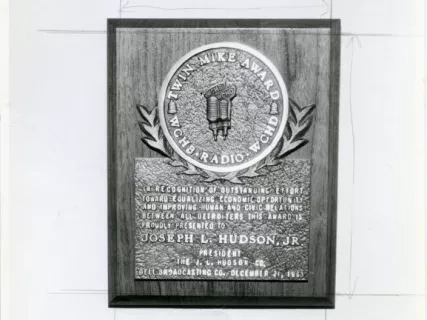 TWIN MIKE AWARD
WCHB • RADIO • WCHD
IN RECOGNITION OF OUTSTANDING EFFORT
TOWARD EQUALIZING ECONOMIC OPPORTUNITY
AND IMPROVING HUMAN AND CIVIC RELATIONS
BETWEEN ALL DETROITERS THIS AWARD IS
PROUDLY PRESENTED TO
JOSEPH L. HUDSON, JR.
PRESIDENT
THE J. L. HUDSON CO.
BELL BROADCASTING CO. DECEMBER 21, 1963